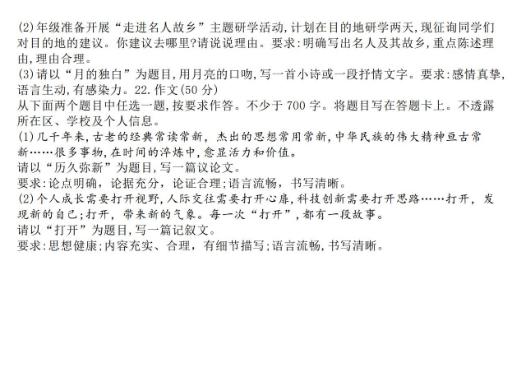 (2)年级准备开展“走进名人故乡”主题研学活动,计划在目的地研学两天,现征询同学们
对目的地的建议。你建议去哪里?请说说理由。要求:明确写出名人及其故乡,重点陈述理
由,理由合理。
(3)请以“月的独白”为题目,用月亮的口吻,写一首小诗或一段抒情文字。要求:感情真挚,
语言生动,有感染力。22.作文(50 分)
从下面两个题目中任选一题,按要求作答。不少于 700 字。将题目写在答题卡上。不透露
所在区、学校及个人信息。
(1)几千年来,古老的经典常读常新，杰出的思想常用常新,中华民族的伟大精神亘古常
新……很多事物,在时间的淬炼中,愈显活力和价值。
请以“历久弥新”为题目,写一篇议论文。
要求:论点明确，论据充分，论证合理;语言流畅，书写清晰。
(2)个人成长需要打开视野,人际交往需要打开心扉,科技创新需要打开思路……打开，发
现新的自己;打开，带来新的气象。每一次“打开”,都有一段故事。
请以“打开”为题目,写一篇记叙文。
要求:思想健康;内容充实、合理，有细节描写;语言流畅,书写清晰。